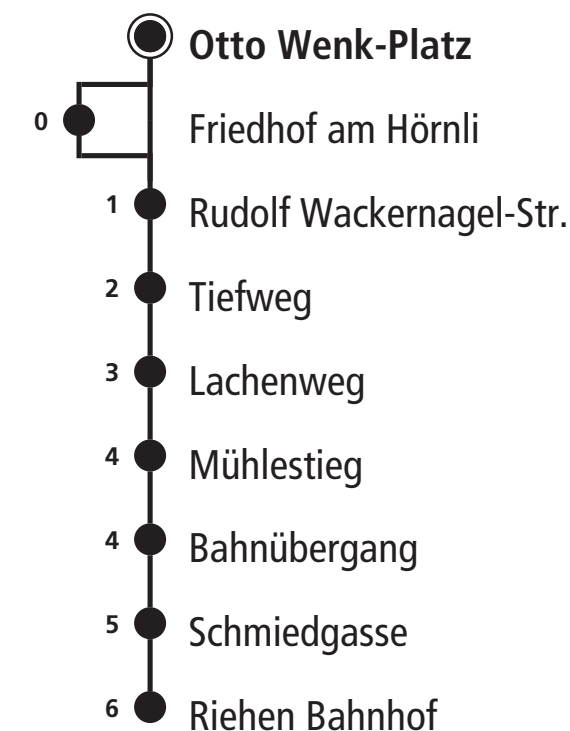 Otto Wenk-Platz
0 Friedhof am Hörnli
1 Rudolf Wackernagel-Str.
2 Tiefweg
3 Lachenweg
4 Mühlestieg
4 Bahnübergang
5 Schmiedgasse
6 Riehen Bahnhof